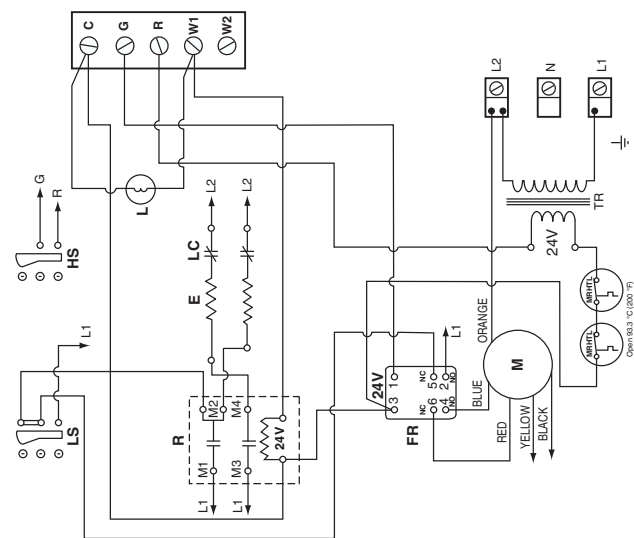 C
G
R
W1
W2
G
R
HS
L
L2
LC
L2
E
L1
LS
R
M2
M4
M1
M3
L1
L1
24V
24V
1
3
5
NC
NC
6
2
NO
NO
4
L1
FR
BLUE
ORANGE
M
RED
YELLOW
BLACK
L2
N
L1
TR
24V
MRHTL
MRHTL
Open 93.3 °C (200 °F)